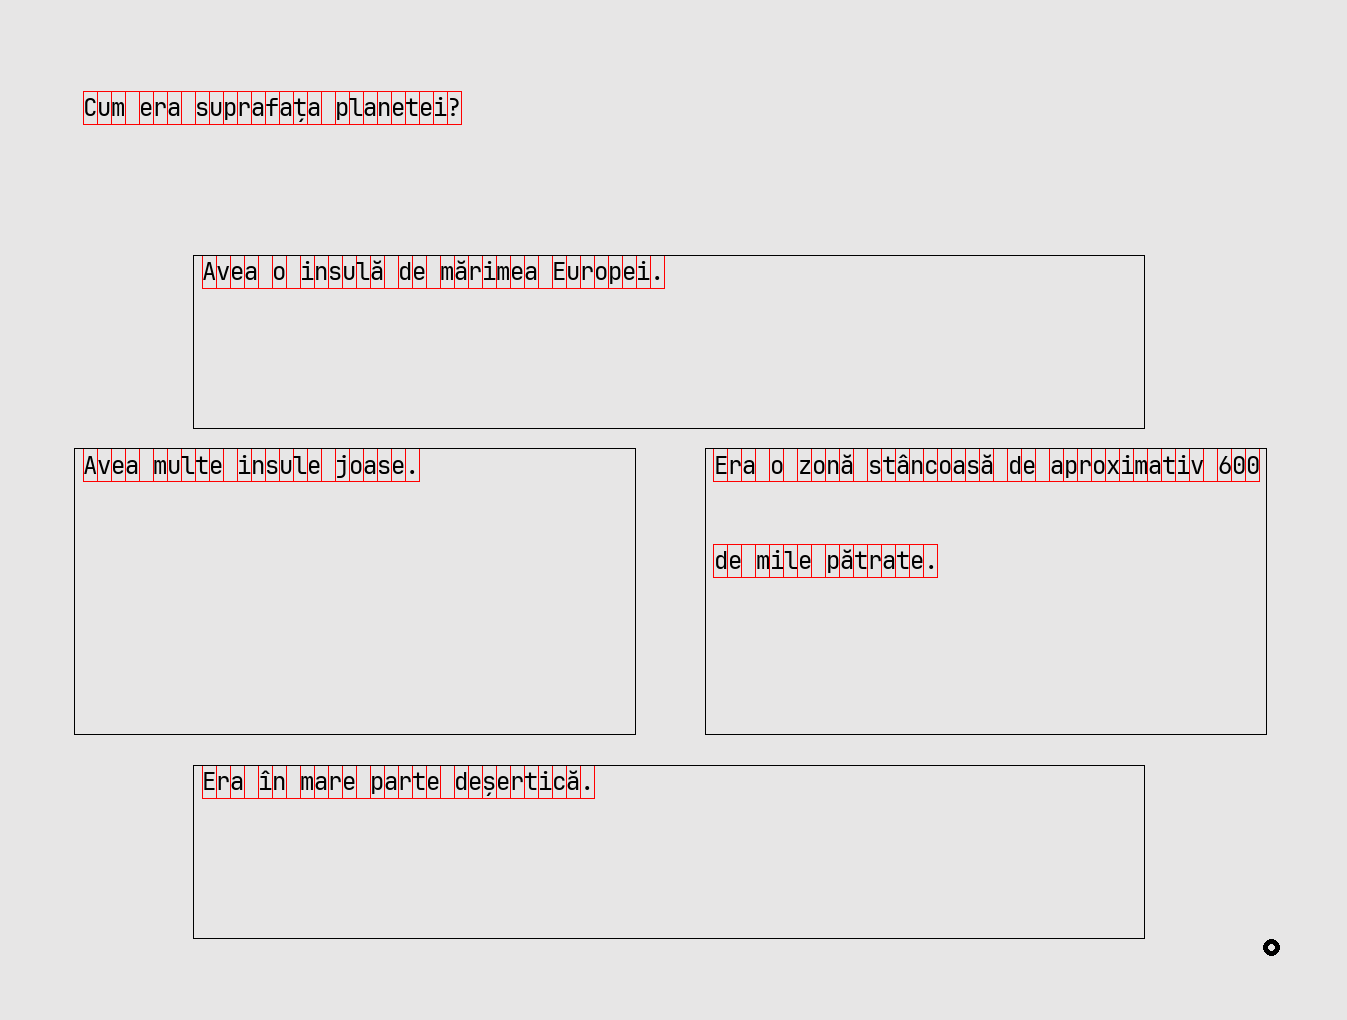 Cum era suprafața planetei?
Avea o insulă de mărimea Europei.
Avea multe insule joase.
Era o zonă stâncoasă de aproximativ 600
de mile pătrate.
Era în mare parte deșertică.